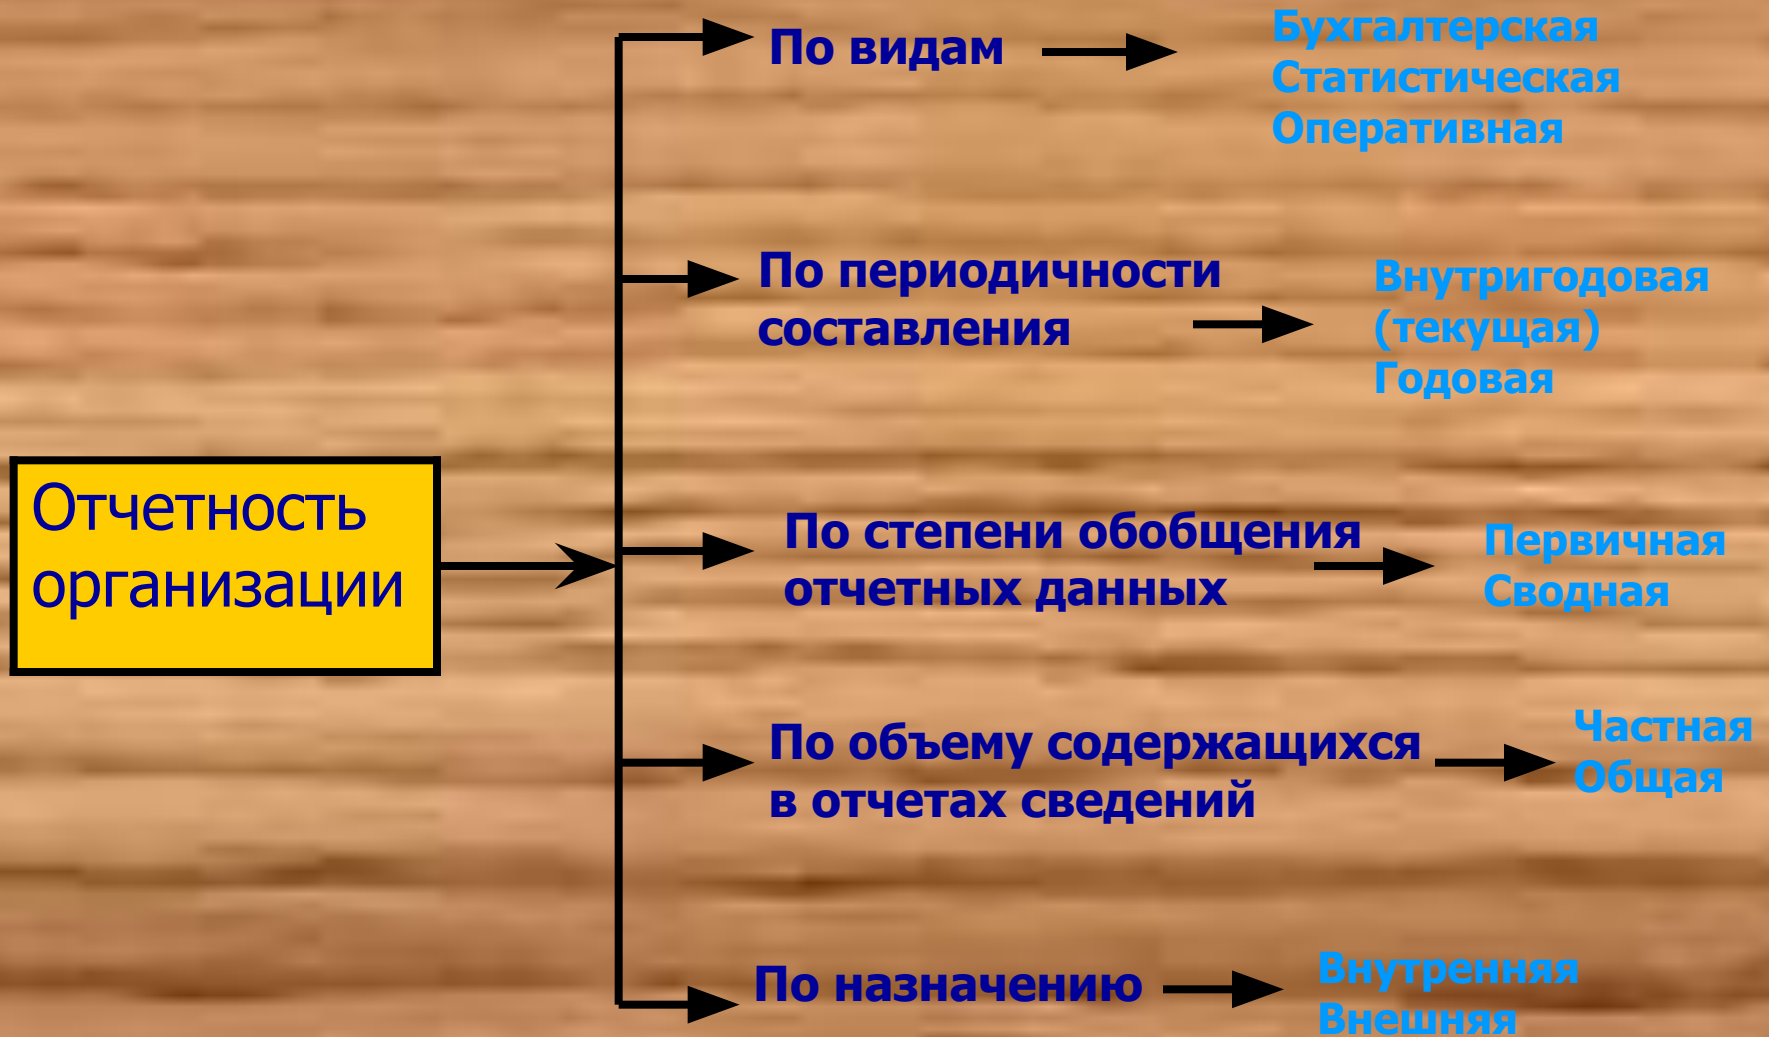 Отчетность
организации
По видам
Бухгалтерская
Статистическая
Оперативная
По периодичности
составления
Внутригодовая
(текущая)
Годовая
По степени обобщения
отчетных данных
Первичная
Сводная
По объему содержащихся
в отчетах сведений
Частная
Общая
По назначению
Внутренняя
Внешняя